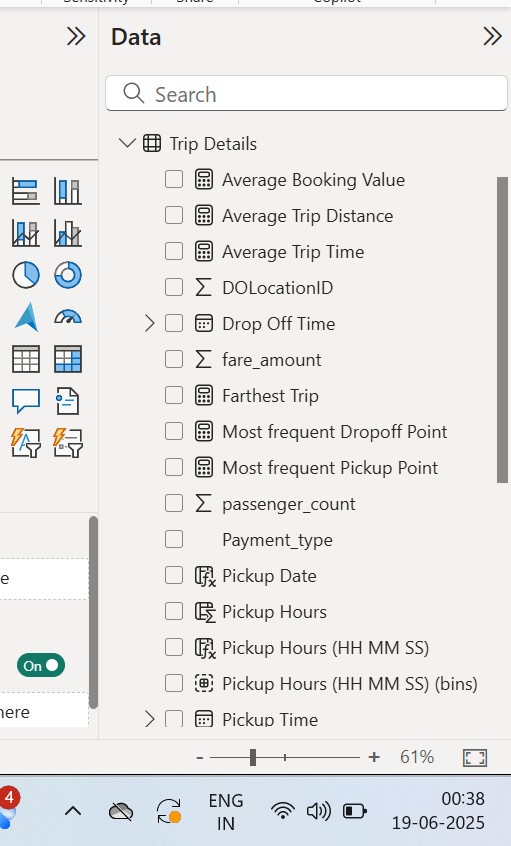 Data
Search
Trip Details
Average Booking Value
Average Trip Distance
Average Trip Time
DOLocationID
Drop Off Time
fare_amount
Farthest Trip
Most frequent Dropoff Point
Most frequent Pickup Point
passenger_count
Payment_type
Pickup Date
e
Pickup Hours
Pickup Hours (HH MM SS)
On
Pickup Hours (HH MM SS) (bins)
here
Pickup Time
- + 61%
4
ENG
IN
00:38
19-06-2025